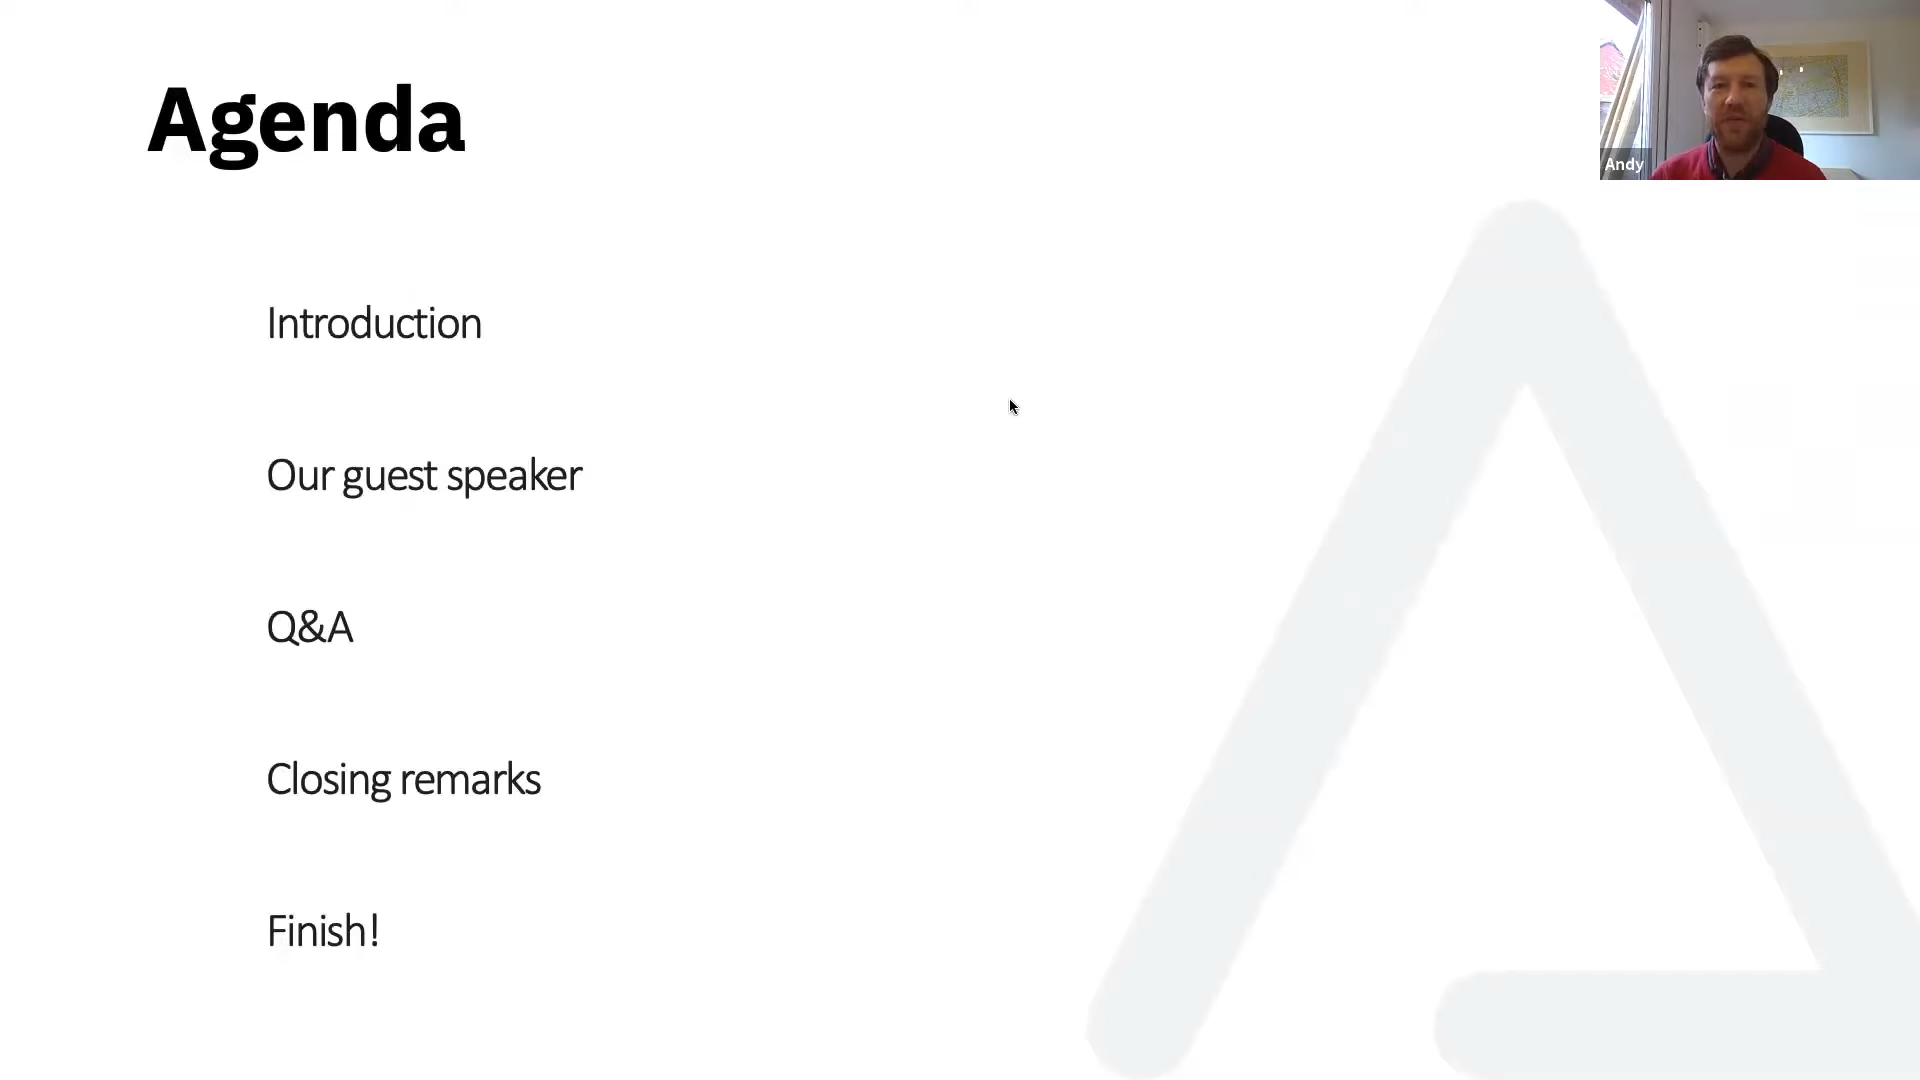 Agenda
Andy
Introduction
Our guest speaker
Q&A
Closing remarks
Finish!